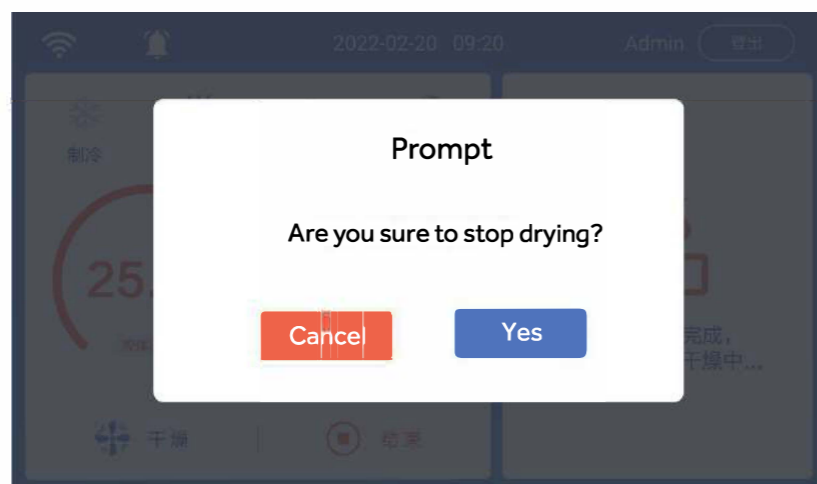 2022-02-20 09:20
Admin
登出
制冷
Prompt
Are you sure to stop drying?
25.
Cancel
Yes
完成，
干燥中...
干燥
结束